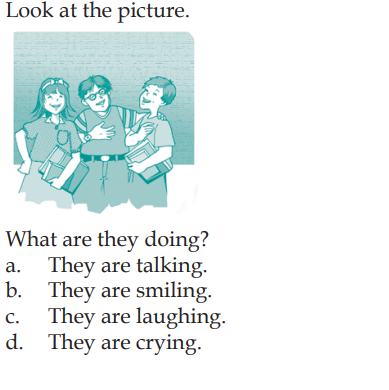 Look at the picture.
What are they doing?
a. They are talking.
b. They are smiling.
c. They are laughing.
d. They are crying.